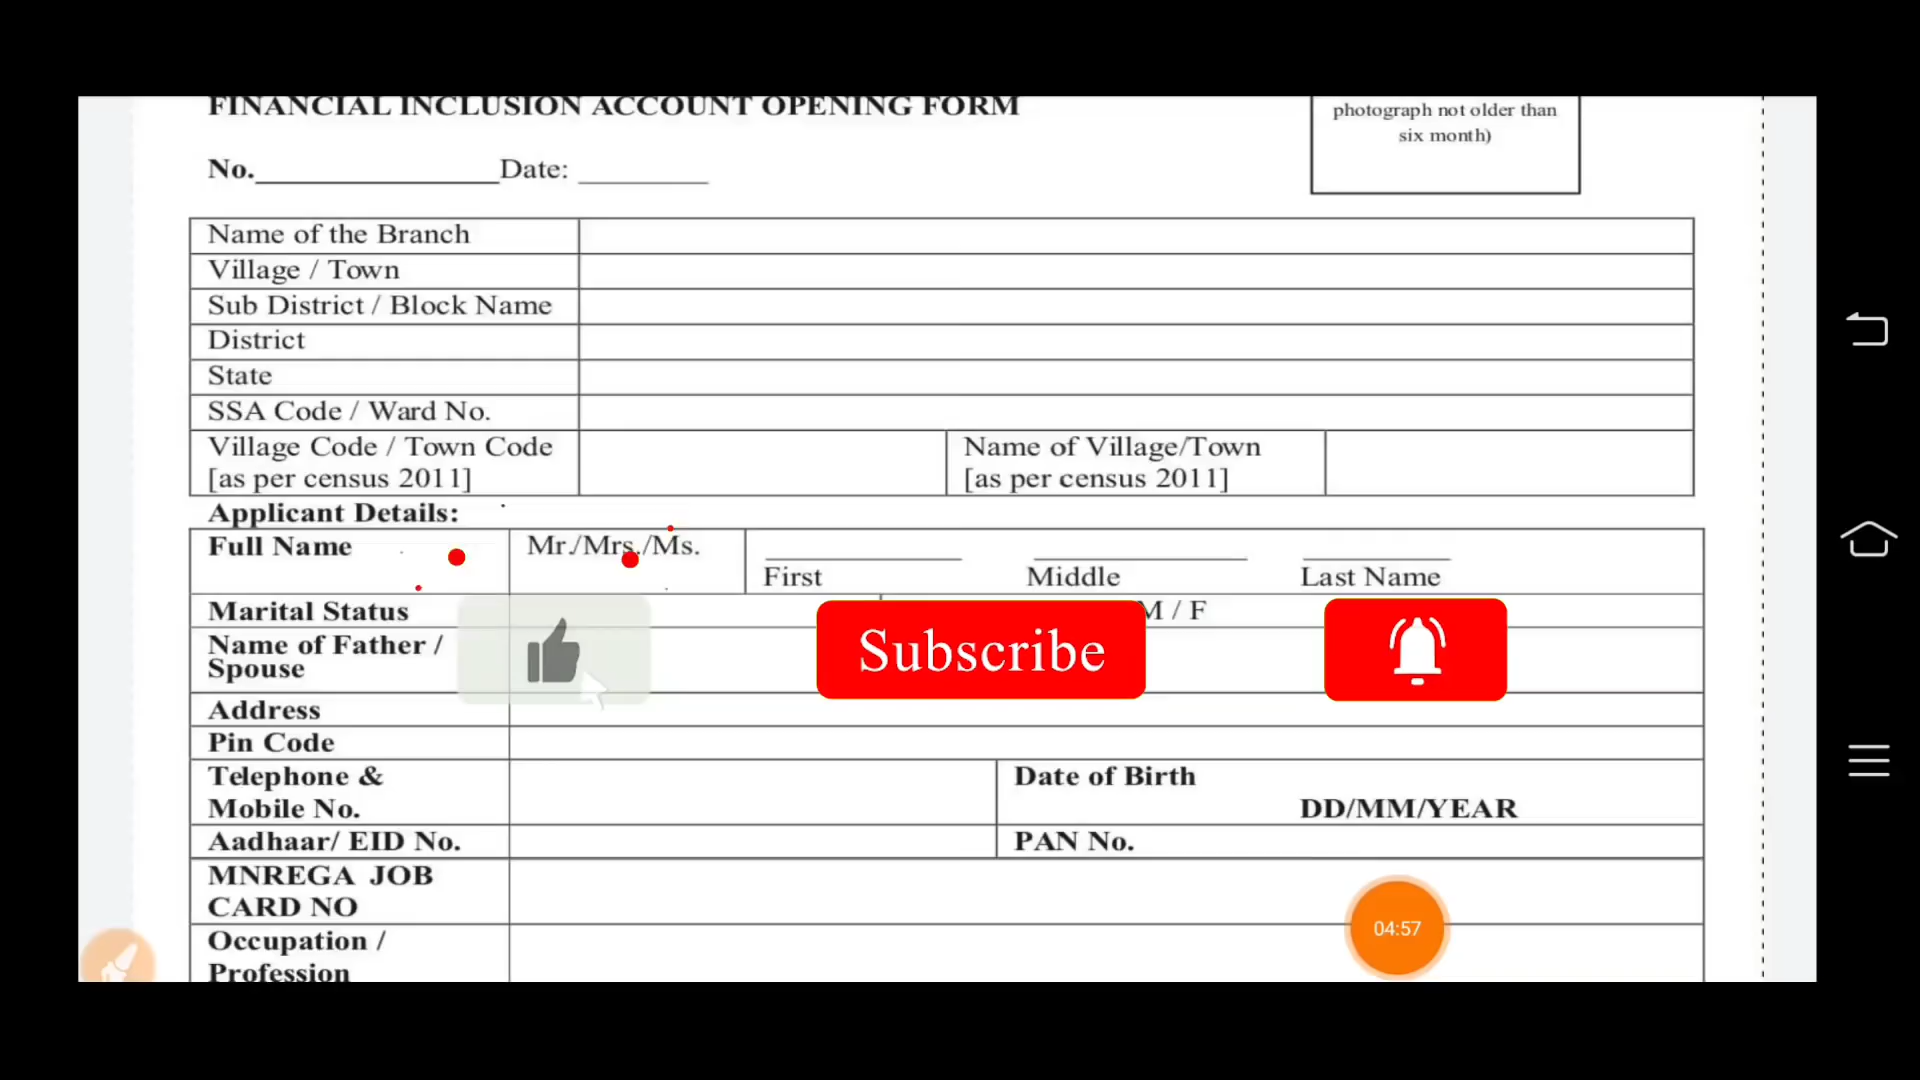 FINANCIAL INCLUSION ACCOUNT OPENING FORM
photograph not older than
six month)
No. Date:
Name of the Branch
Village / Town
Sub District / Block Name
District
State
SSA Code / Ward No.
Village Code / Town Code
[as per census 2011]
Name of Village/Town
[as per census 2011]
Applicant Details:
Full Name
Mr./Mrs./Ms.
First Middle Last Name
Marital Status
M / F
Name of Father /
Spouse
Subscribe
Address
Pin Code
Telephone &
Mobile No.
Date of Birth
DD/MM/YEAR
Aadhaar/ EID No.
PAN No.
MNREGA JOB
CARD NO
Occupation /
Profession
04:57